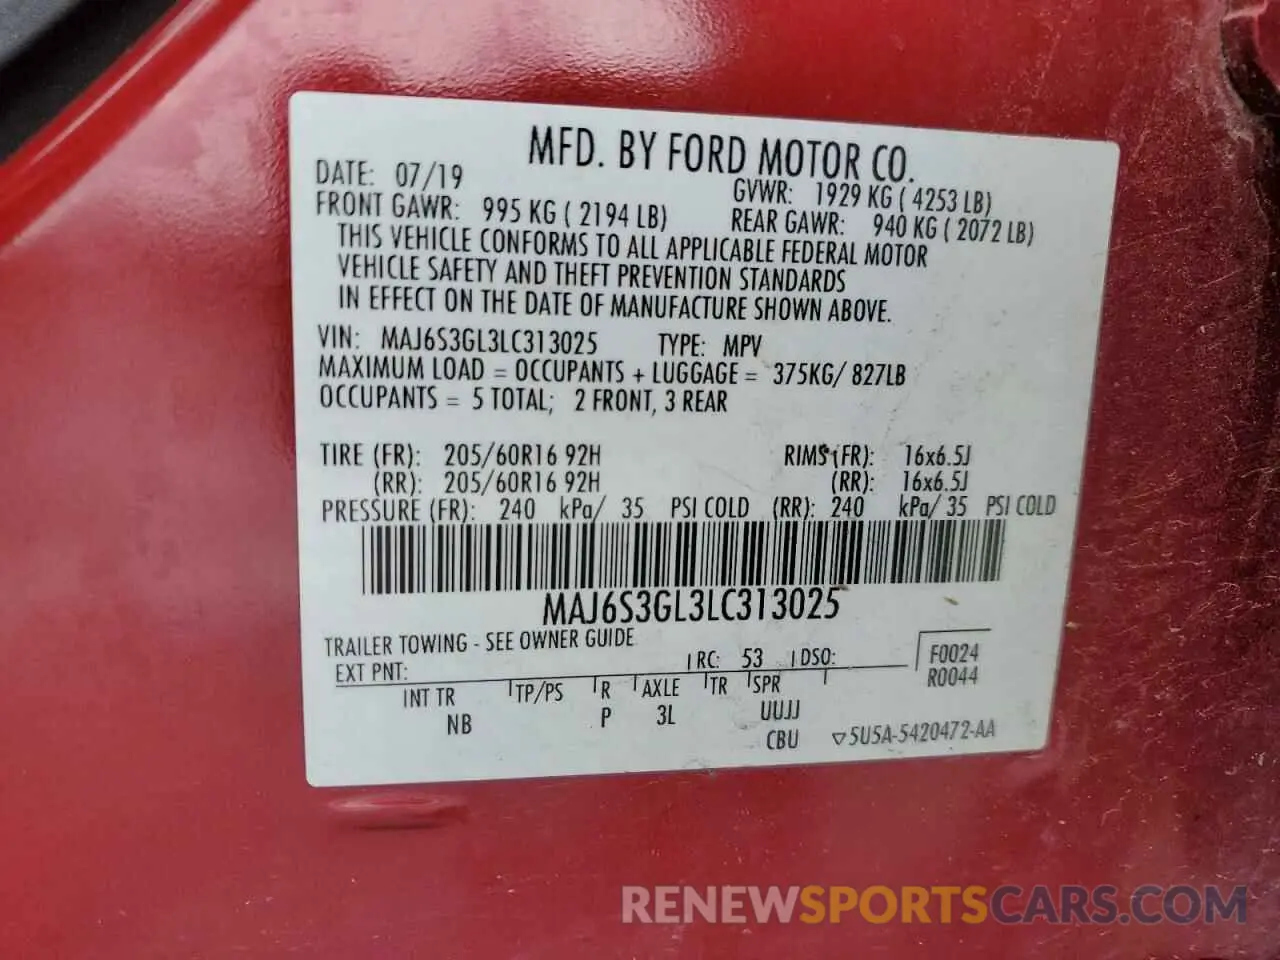 MFD. BY FORD MOTOR CO.
DATE: 07/19 GVWR: 1929 KG ( 4253 LB)
FRONT GAWR: 995 KG ( 2194 LB) REAR GAWR: 940 KG ( 2072 LB)
THIS VEHICLE CONFORMS TO ALL APPLICABLE FEDERAL MOTOR
VEHICLE SAFETY AND THEFT PREVENTION STANDARDS
IN EFFECT ON THE DATE OF MANUFACTURE SHOWN ABOVE.
VIN: MAJ6S3GL3LC313025 TYPE: MPV
MAXIMUM LOAD = OCCUPANTS + LUGGAGE = 375KG/ 827LB
OCCUPANTS = 5 TOTAL; 2 FRONT, 3 REAR
TIRE (FR): 205/60R16 92H RIMS (FR): 16x6.5J
(RR): 205/60R16 92H (RR): 16x6.5J
PRESSURE (FR): 240 kPa/ 35 PSI COLD (RR): 240 kPa/ 35 PSI COLD
MAJ6S3GL3LC313025
TRAILER TOWING - SEE OWNER GUIDE
EXT PNT: RC: 53 DSO: F0024
INT TR TP/PS R AXLE TR SPR R0044
NB P 3L UUJJ
CBU ▽5U5A-5420472-AA
RENEWSPORTSCARS.COM